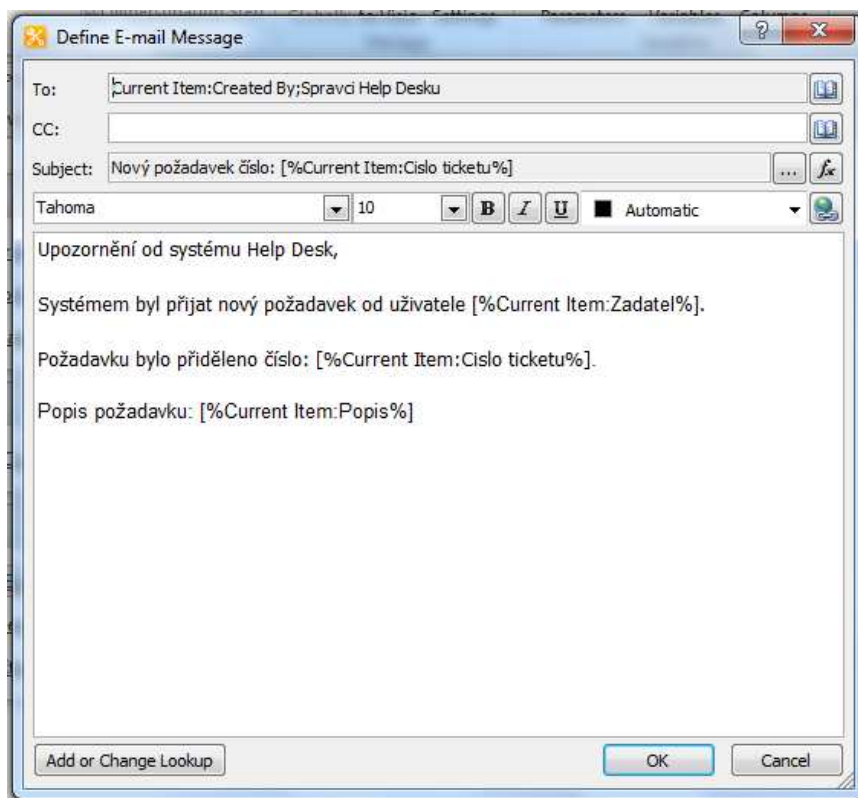 Define E-mail Message
To: Current Item:Created By;Spravci Help Desku
CC:
Subject: Nový požadavek číslo: [%Current Item:Cislo ticketu%] ... fx
Tahoma 10 B I U Automatic
Upozornění od systému Help Desk,
Systémem byl přijat nový požadavek od uživatele [%Current Item:Zadatel%].
Požadavku bylo přiděleno číslo: [%Current Item:Cislo ticketu%].
Popis požadavku: [%Current Item:Popis%]
Add or Change Lookup OK Cancel